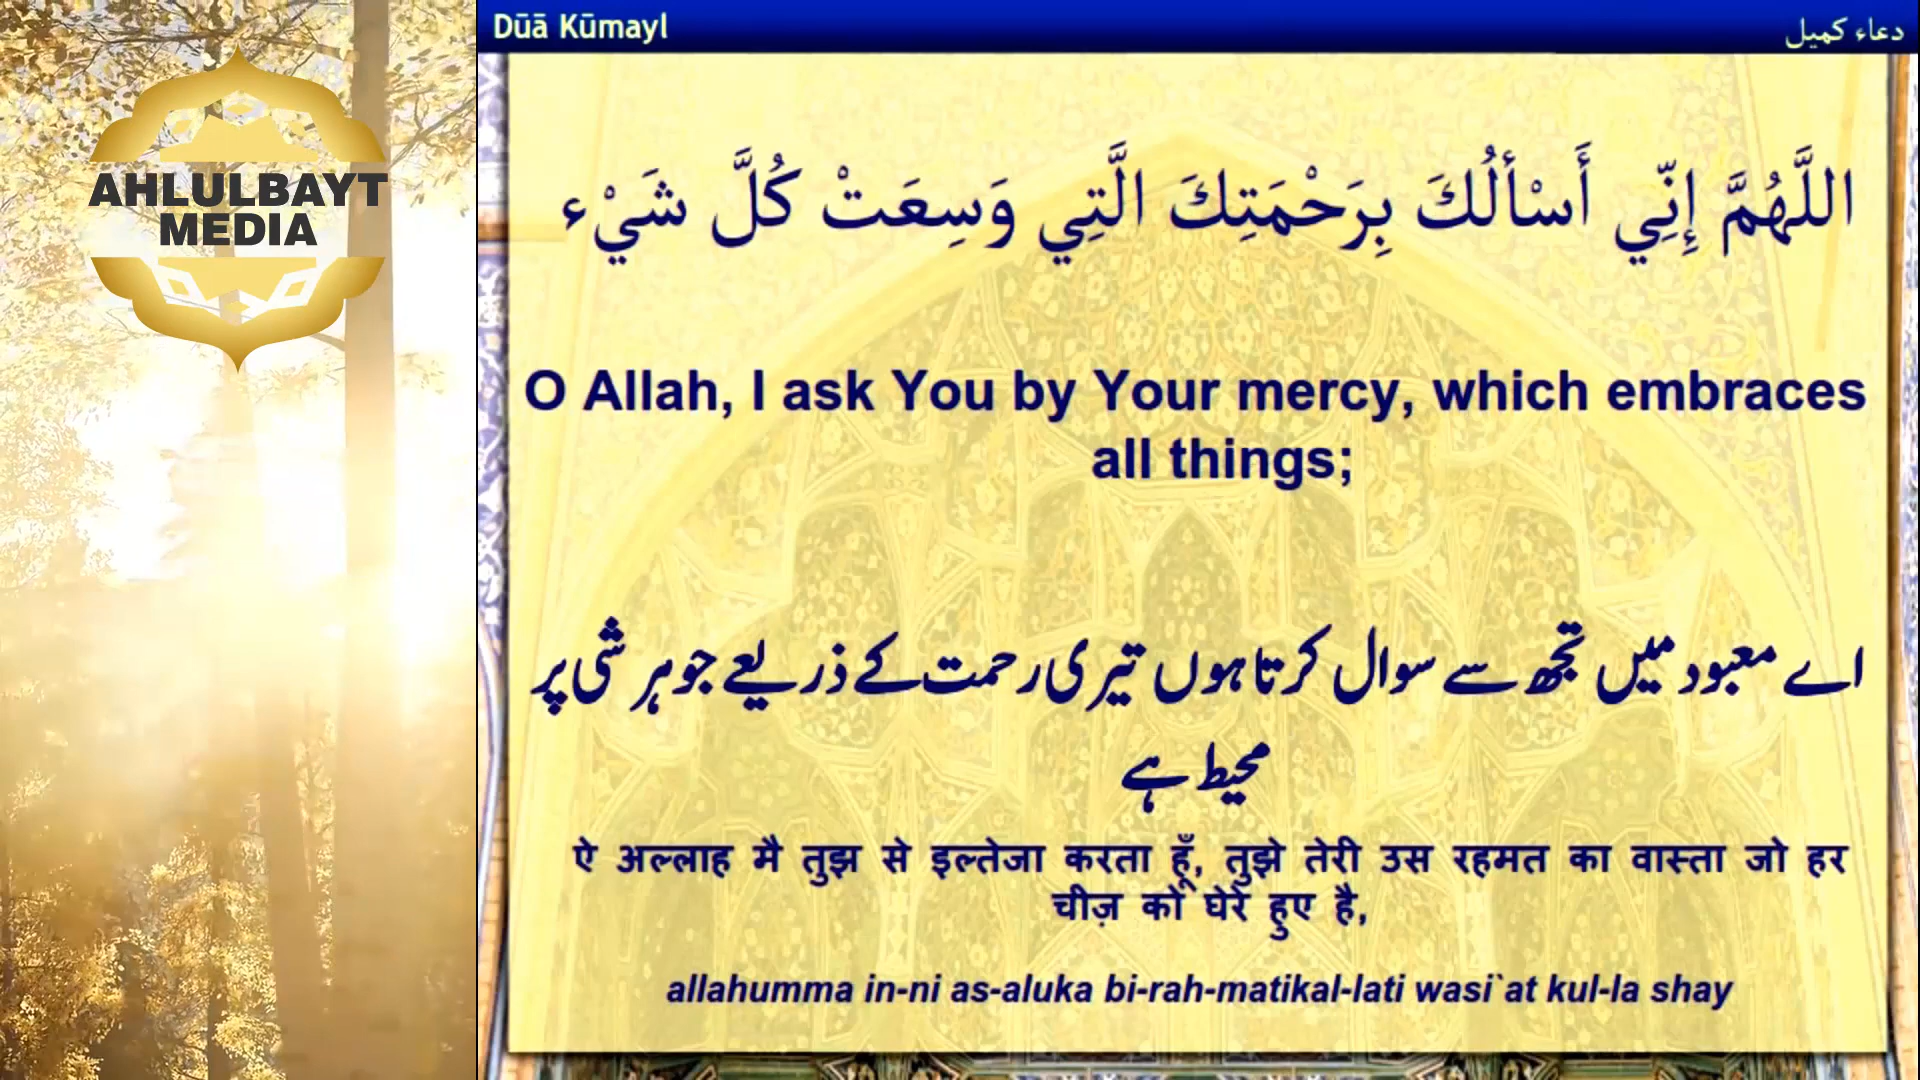 AHLULBAYT
MEDIA
Dūā Kūmayl
دعاء كميل
اللَّهُمَّ إِنِّي أَسْأَلُكَ بِرَحْمَتِكَ الَّتِي وَسِعَتْ كُلَّ شَيْء
O Allah, I ask You by Your mercy, which embraces
all things;
اے معبود میں تجھ سے سوال کرتا ہوں تیری رحمت کے ذریعے جو ہر شی پر
محیط ہے
ऐ अल्लाह मै तुझ से इल्तेजा करता हूँ, तुझे तेरी उस रहमत का वास्ता जो हर
चीज़ को घेरे हुए है,
allahumma in-ni as-aluka bi-rah-matikal-lati wasi`at kul-la shay